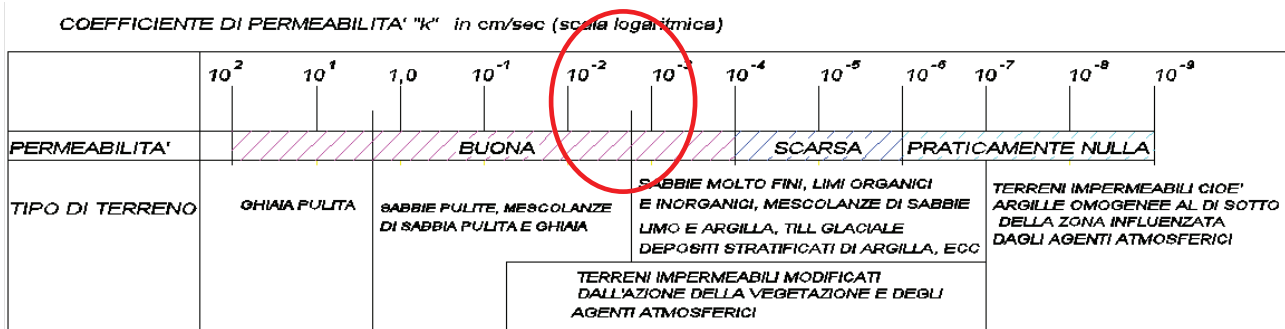 COEFFICIENTE DI PERMEABILITA' "k" in cm/sec (scala logaritmica)
10² 10¹ 1,0 10⁻¹ 10⁻² 10⁻³ 10⁻⁴ 10⁻⁵ 10⁻⁶ 10⁻⁷ 10⁻⁸ 10⁻⁹
PERMEABILITA' BUONA SCARSA PRATICAMENTE NULLA
TIPO DI TERRENO
GHIAIA PULITA
SABBIE PULITE, MESCOLANZE
DI SABBIA PULITA E GHIAIA
SABBIE MOLTO FINI, LIMI ORGANICI
E INORGANICI, MESCOLANZE DI SABBIE
LIMO E ARGILLA, TILL GLACIALE
DEPOSITI STRATIFICATI DI ARGILLA, ECC
TERRENI IMPERMEABILI CIOE'
ARGILLE OMOGENEE AL DI SOTTO
DELLA ZONA INFLUENZATA
DAGLI AGENTI ATMOSFERICI
TERRENI IMPERMEABILI MODIFICATI
DALL'AZIONE DELLA VEGETAZIONE E DEGLI
AGENTI ATMOSFERICI